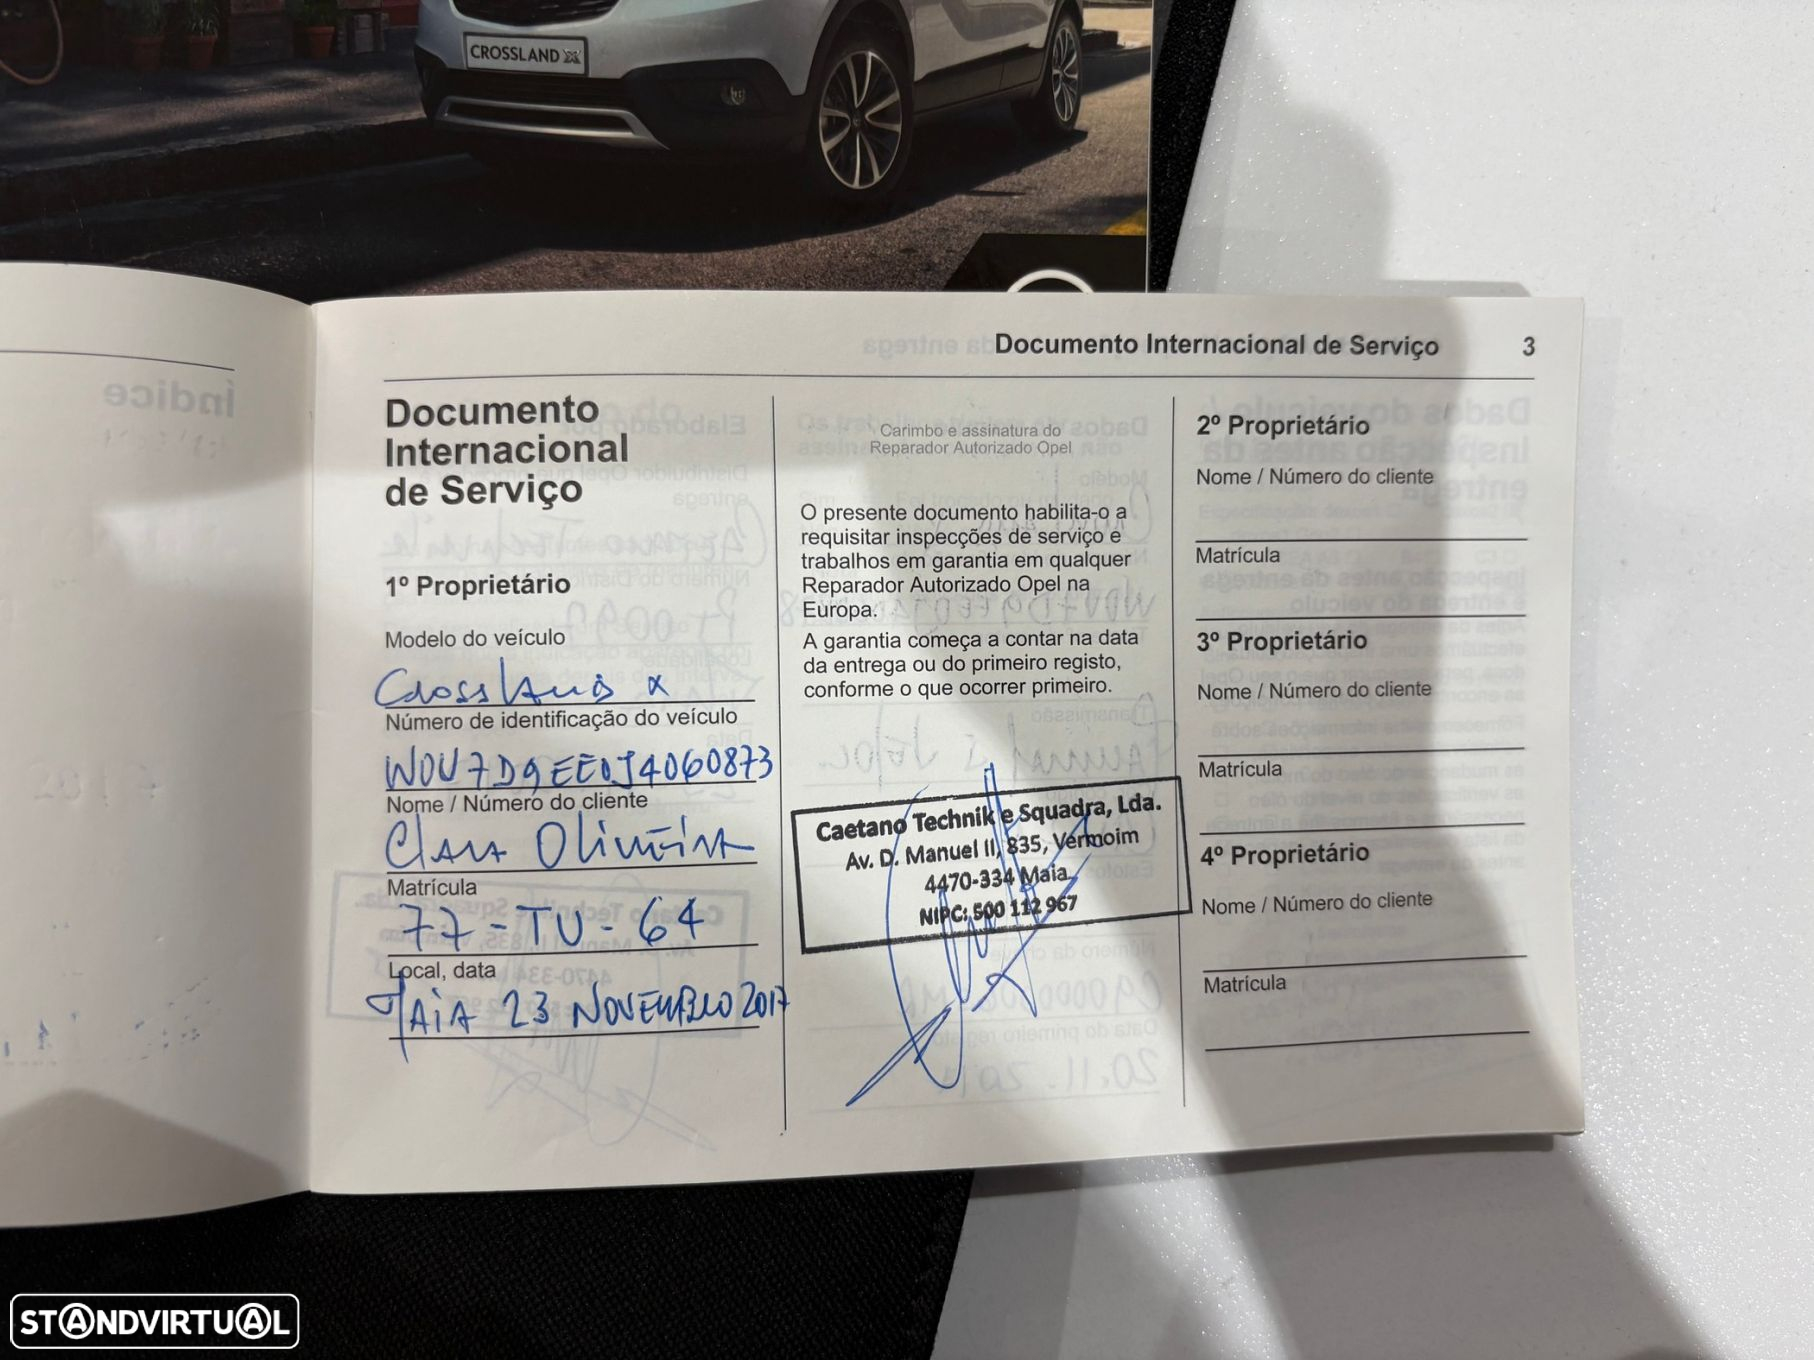 CROSSLAND X
Documento Internacional de Serviço 3
Índice
Documento
Internacional
de Serviço
1º Proprietário
Modelo do veículo
Crossland X
Número de identificação do veículo
W0V7D9EE0J4060873
Nome / Número do cliente
Clara Oliveira
Matrícula
77-TU-64
Local, data
Maia 23 NOVEMBRO 2017
Carimbo e assinatura do
Reparador Autorizado Opel
O presente documento habilita-o a
requisitar inspecções de serviço e
trabalhos em garantia em qualquer
Reparador Autorizado Opel na
Europa.
A garantia começa a contar na data
da entrega ou do primeiro registo,
conforme o que ocorrer primeiro.
Caetano Technik e Squadra, Lda.
Av. D. Manuel II, 835, Vermoim
4470-334 Maia
NIPC: 500 112 967
2º Proprietário
Nome / Número do cliente
Matrícula
3º Proprietário
Nome / Número do cliente
Matrícula
4º Proprietário
Nome / Número do cliente
Matrícula
STANDVIRTUAL